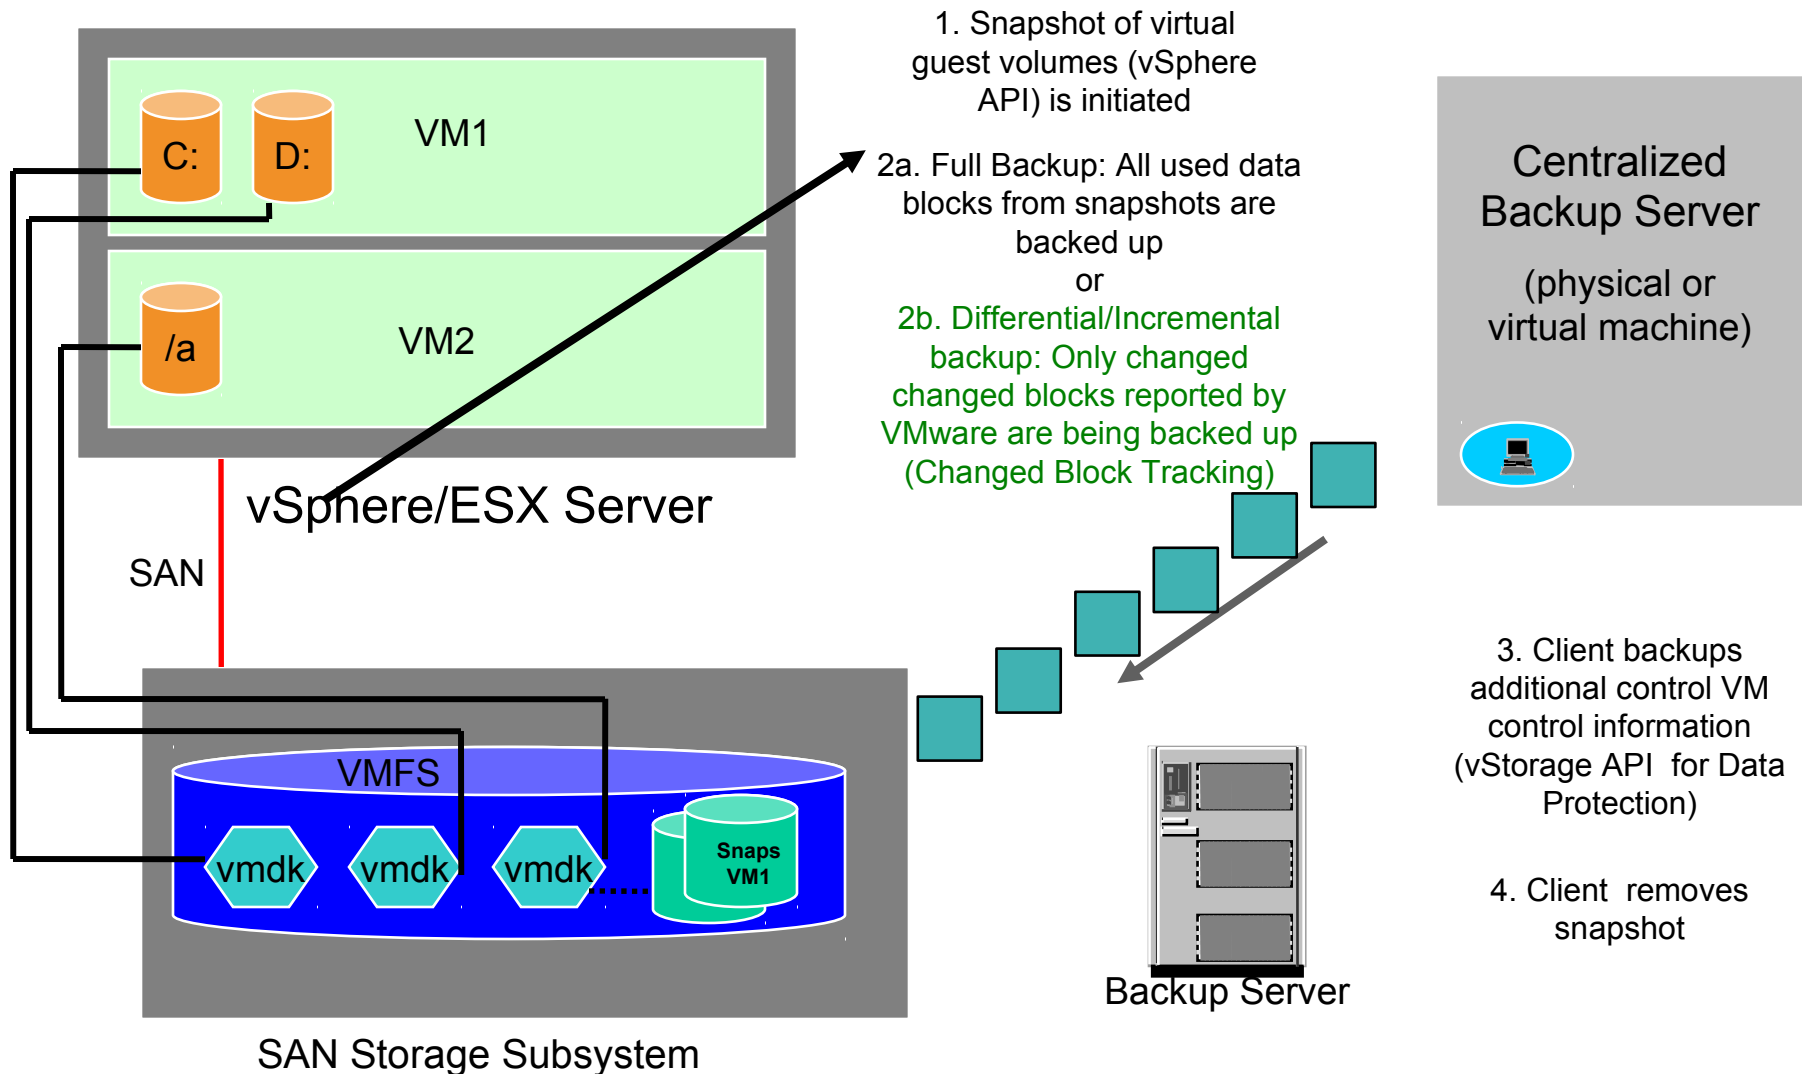 1. Snapshot of virtual
guest volumes (vSphere
API) is initiated
C:
D:
VM1
2a. Full Backup: All used data
blocks from snapshots are
backed up
or
2b. Differential/Incremental
backup: Only changed
changed blocks reported by
VMware are being backed up
(Changed Block Tracking)
Centralized
Backup Server
(physical or
virtual machine)
/a
VM2
vSphere/ESX Server
SAN
3. Client backups
additional control VM
control information
(vStorage API for Data
Protection)
4. Client removes
snapshot
VMFS
vmdk
vmdk
vmdk
Snaps
VM1
Backup Server
SAN Storage Subsystem